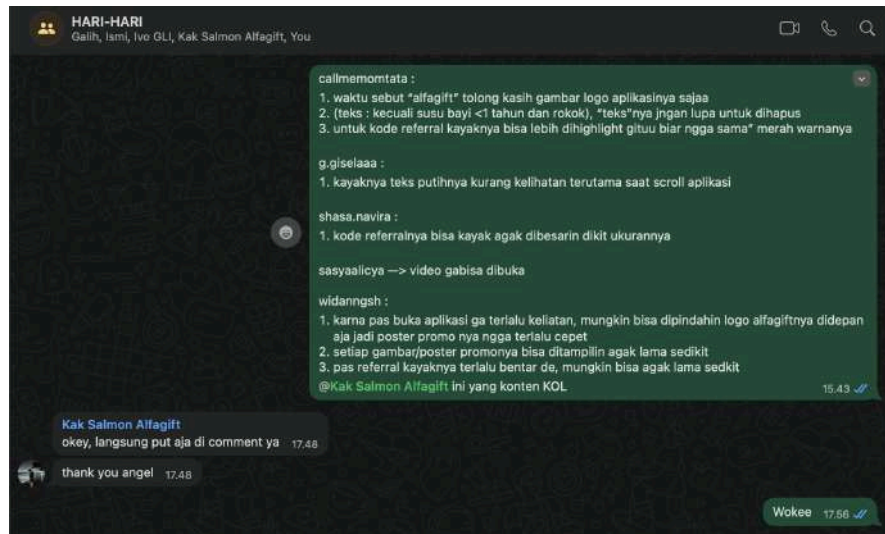 HARI-HARI
Galih, Ismi, Ivo GLI, Kak Salmon Alfagift, You
callmemomtata :
1. waktu sebut "alfagift" tolong kasih gambar logo aplikasinya sajaa
2. (teks : kecuali susu bayi <1 tahun dan rokok), "teks"nya jngan lupa untuk dihapus
3. untuk kode referral kayaknya bisa lebih dihighlight gituu biar ngga sama" merah warnanya
g.giselaaa :
1. kayaknya teks putihnya kurang kelihatan terutama saat scroll aplikasi
shasa.navira :
1. kode referralnya bisa kayak agak dibesarin dikit ukurannya
sasyaalicya —> video gabisa dibuka
widanngsh :
1. karna pas buka aplikasi ga terlalu keliatan, mungkin bisa dipindahin logo alfagiftnya didepan
aja jadi poster promo nya ngga terlalu cepet
2. setiap gambar/poster promonya bisa ditampilin agak lama sedikit
3. pas referral kayaknya terlalu bentar de, mungkin bisa agak lama sedkit
@Kak Salmon Alfagift ini yang konten KOL
15.43
Kak Salmon Alfagift
okey, langsung put aja di comment ya 17.48
thank you angel 17.48
Wokee 17.56